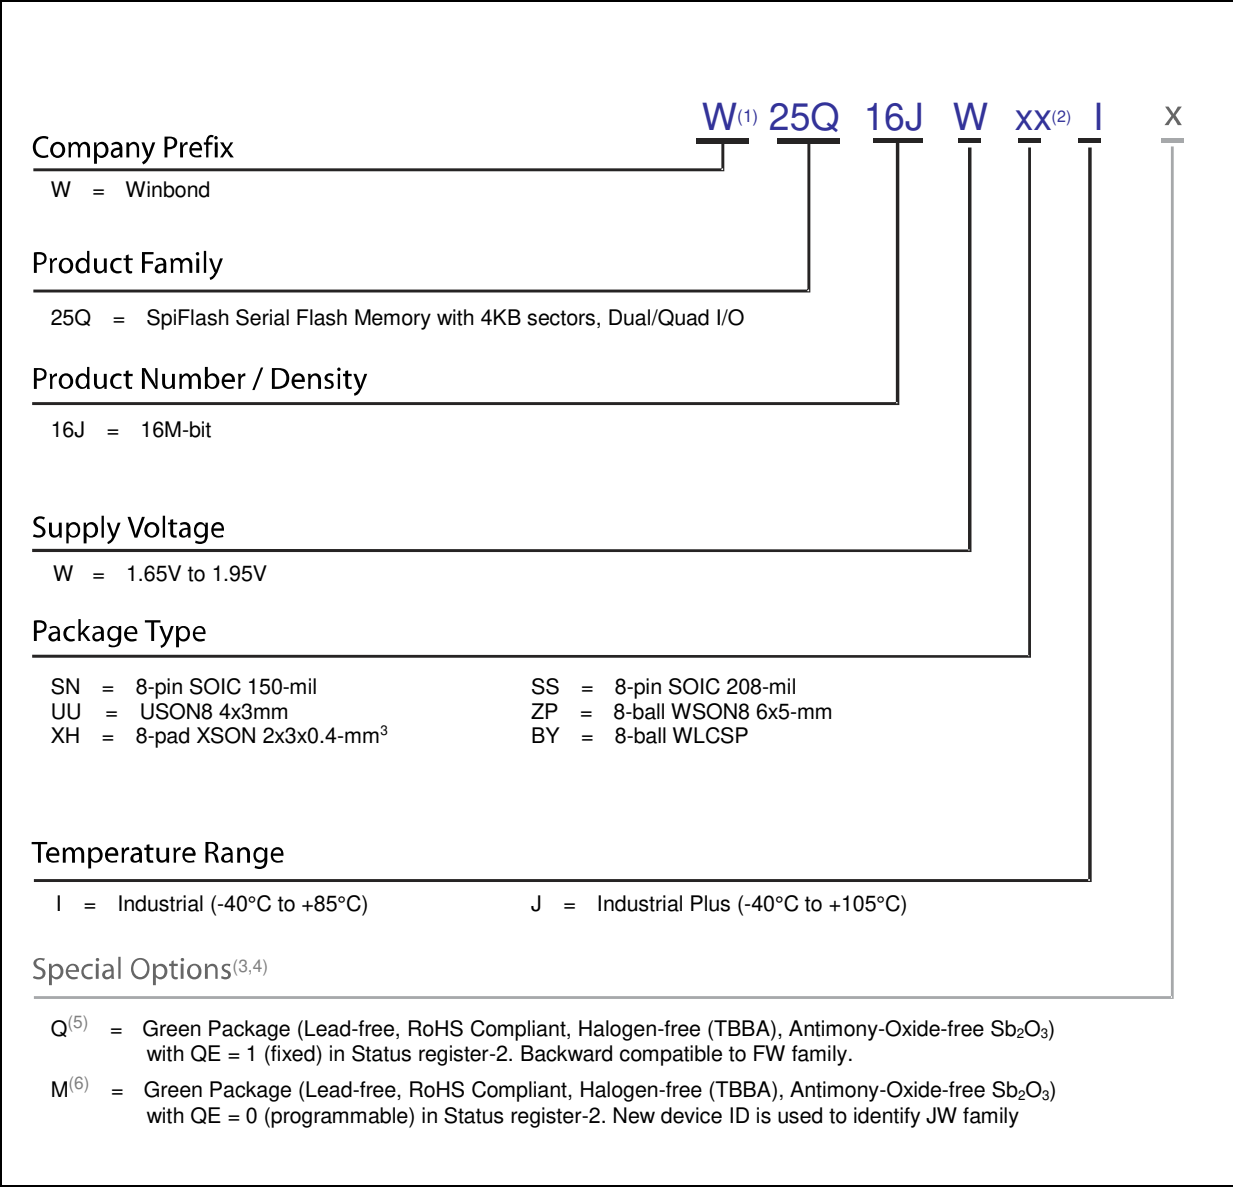 W(1) 25Q 16J W xx(2) I x
Company Prefix
W = Winbond
Product Family
25Q = SpiFlash Serial Flash Memory with 4KB sectors, Dual/Quad I/O
Product Number / Density
16J = 16M-bit
Supply Voltage
W = 1.65V to 1.95V
Package Type
SN = 8-pin SOIC 150-mil SS = 8-pin SOIC 208-mil
UU = USON8 4x3mm ZP = 8-ball WSON8 6x5-mm
XH = 8-pad XSON 2x3x0.4-mm³ BY = 8-ball WLCSP
Temperature Range
I = Industrial (-40°C to +85°C) J = Industrial Plus (-40°C to +105°C)
Special Options(3,4)
Q(5) = Green Package (Lead-free, RoHS Compliant, Halogen-free (TBBA), Antimony-Oxide-free Sb₂O₃)
with QE = 1 (fixed) in Status register-2. Backward compatible to FW family.
M(6) = Green Package (Lead-free, RoHS Compliant, Halogen-free (TBBA), Antimony-Oxide-free Sb₂O₃)
with QE = 0 (programmable) in Status register-2. New device ID is used to identify JW family